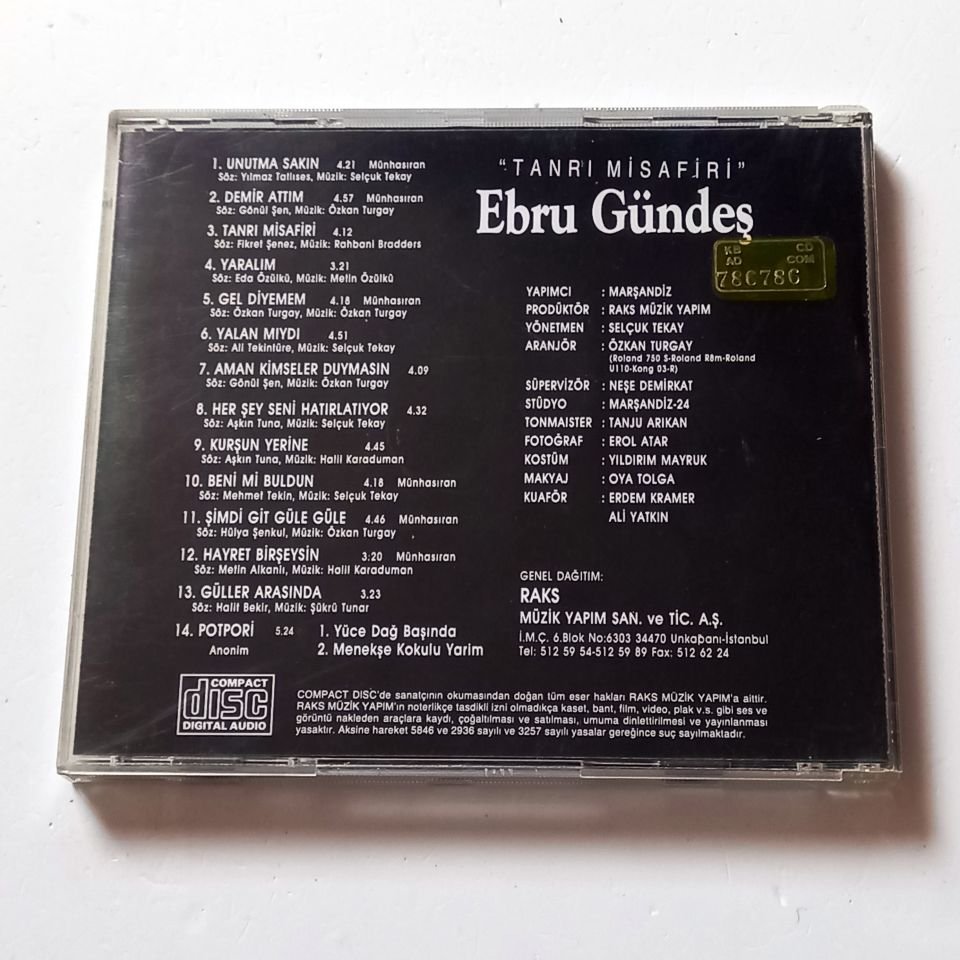 1. UNUTMA SAKIN 4.21 Münhasıran
Söz: Yılmaz Tatlıses, Müzik: Selçuk Tekay
2. DEMİR ATTIM 4.57 Münhasıran
Söz: Gönül Şen, Müzik: Özkan Turgay
3. TANRI MİSAFİRİ 4.12
Söz: Fikret Şenez, Müzik: Rahbani Bradders
4. YARALIM 3.21
Söz: Eda Özülkü, Müzik: Metin Özülkü
5. GEL DİYEMEM 4.18 Münhasıran
Söz: Özkan Turgay, Müzik: Özkan Turgay
6. YALAN MIYDI 4.51
Söz: Ali Tekintüre, Müzik: Selçuk Tekay
7. AMAN KİMSELER DUYMASIN 4.09
Söz: Gönül Şen, Müzik: Özkan Turgay
8. HER ŞEY SENİ HATIRLATIYOR 4.32
Söz: Aşkın Tuna, Müzik: Selçuk Tekay
9. KURŞUN YERİNE 4.45
Söz: Aşkın Tuna, Müzik: Halil Karaduman
10. BENİ Mİ BULDUN 4.18 Münhasıran
Söz: Mehmet Tekin, Müzik: Selçuk Tekay
11. ŞİMDİ GİT GÜLE GÜLE 4.46 Münhasıran
Söz: Hülya Şenkul, Müzik: Özkan Turgay
12. HAYRET BİRŞEYSİN 3:20 Münhasıran
Söz: Metin Alkanlı, Müzik: Halil Karaduman
13. GÜLLER ARASINDA 3.23
Söz: Halit Bekir, Müzik: Şükrü Tunar
14. POTPORİ 5.24 1. Yüce Dağ Başında
Anonim 2. Menekşe Kokulu Yarim
"TANRI MİSAFİRİ"
Ebru Gündeş
KB CD
AD COM
78C78C
YAPIMCI : MARŞANDİZ
PRODÜKTÖR : RAKS MÜZİK YAPIM
YÖNETMEN : SELÇUK TEKAY
ARANJÖR : ÖZKAN TURGAY
(Roland 750 S-Roland R8m-Roland
U110-Kong 03-R)
SÜPERVİZÖR : NEŞE DEMİRKAT
STÜDYO : MARŞANDİZ-24
TONMAISTER : TANJU ARIKAN
FOTOĞRAF : EROL ATAR
KOSTÜM : YILDIRIM MAYRUK
MAKYAJ : OYA TOLGA
KUAFÖR : ERDEM KRAMER
ALİ YATKIN
GENEL DAĞITIM:
RAKS
MÜZİK YAPIM SAN. ve TİC. A.Ş.
İ.M.Ç. 6.Blok No:6303 34470 Unkapanı-İstanbul
Tel: 512 59 54-512 59 89 Fax: 512 62 24
COMPACT
disc
DIGITAL AUDIO
COMPACT DISC'de sanatçının okumasından doğan tüm eser hakları RAKS MÜZİK YAPIM'a aittir.
RAKS MÜZİK YAPIM'ın noterlikçe tasdikli izni olmadıkça kaset, bant, film, video, plak v.s. gibi ses ve
görüntü nakleden araçlara kaydı, çoğaltılması ve satılması, umuma dinlettirilmesi ve yayınlanması
yasaktır. Aksine hareket 5846 ve 2936 sayılı ve 3257 sayılı yasalar gereğince suç sayılmaktadır.